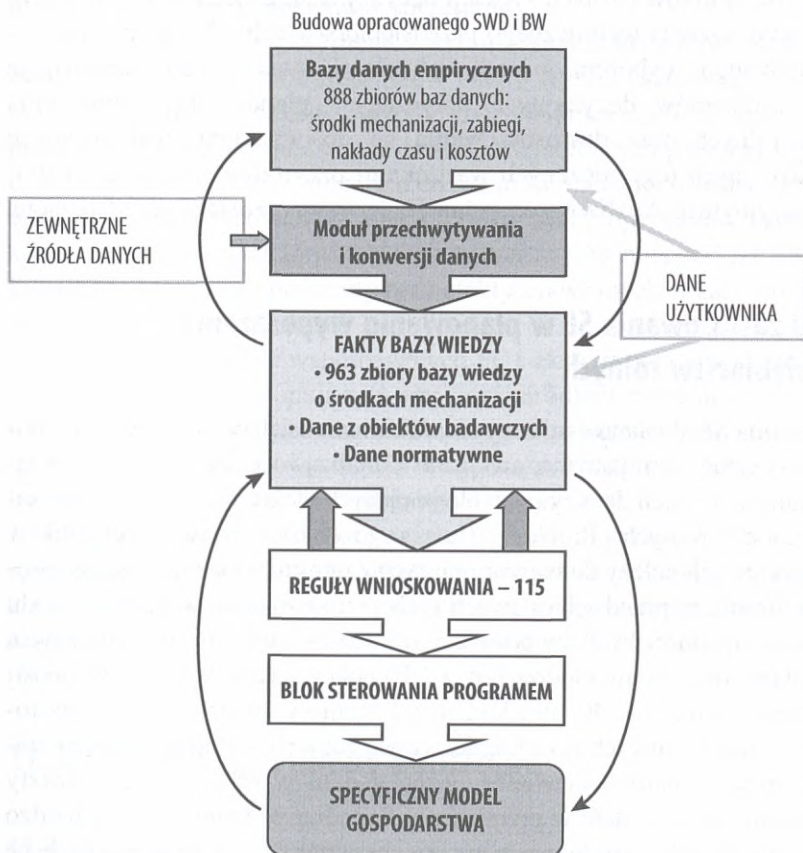 Budowa opracowanego SWD i BW
Bazy danych empirycznych
888 zbiorów baz danych:
środki mechanizacji, zabiegi,
nakłady czasu i kosztów
ZEWNĘTRZNE
ŹRÓDŁA DANYCH
Moduł przechwytywania
i konwersji danych
DANE
UŻYTKOWNIKA
FAKTY BAZY WIEDZY
• 963 zbiory bazy wiedzy
o środkach mechanizacji
• Dane z obiektów badawczych
• Dane normatywne
REGUŁY WNIOSKOWANIA – 115
BLOK STEROWANIA PROGRAMEM
SPECYFICZNY MODEL
GOSPODARSTWA